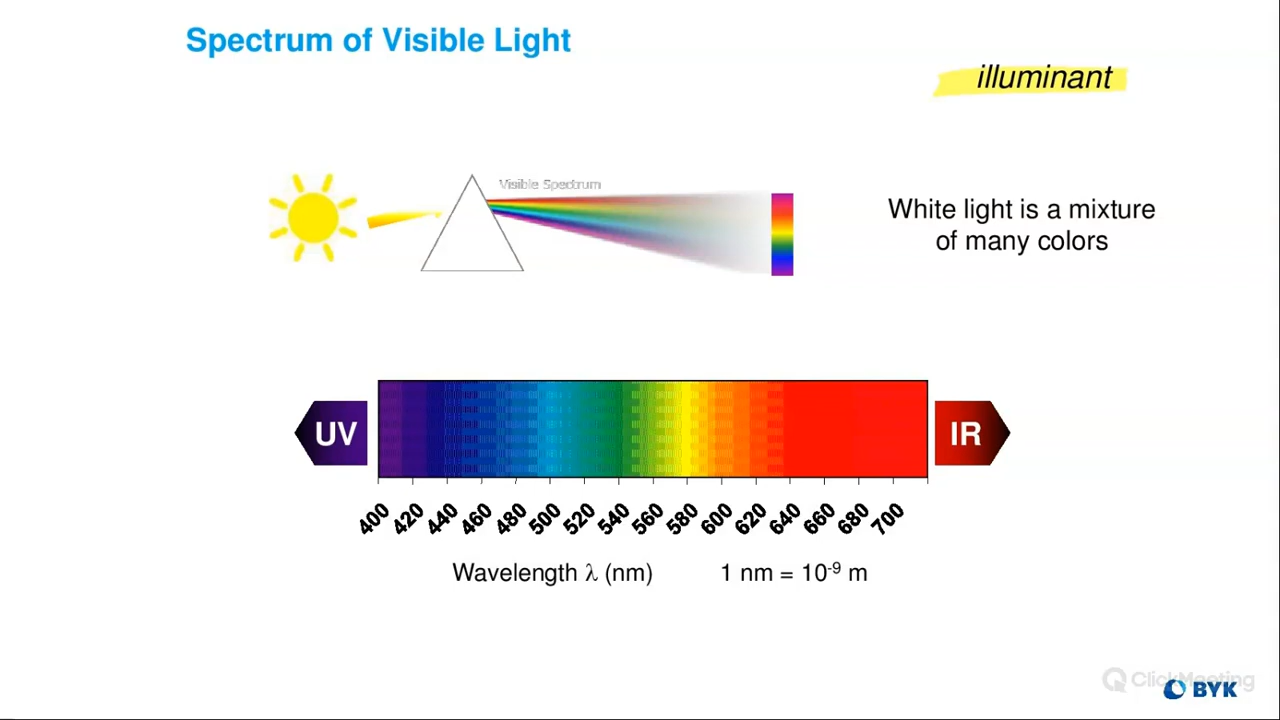 Spectrum of Visible Light
illuminant
Visible Spectrum
White light is a mixture
of many colors
UV
IR
400 420 440 460 480 500 520 540 560 580 600 620 640 660 680 700
Wavelength λ (nm) 1 nm = 10⁻⁹ m
ClickMeeting
BYK